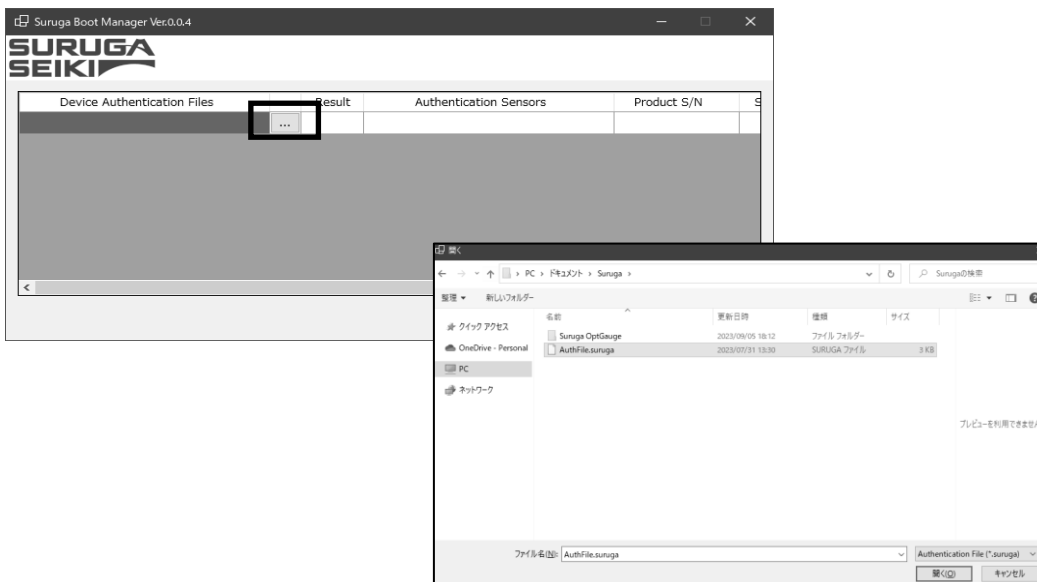 Suruga Boot Manager Ver.0.0.4
SURUGA
SEIKI
Device Authentication Files Result Authentication Sensors Product S/N S
...
開く
PC › ドキュメント › Suruga ›
Surugaの検索
整理 新しいフォルダー
名前 更新日時 種類 サイズ
クイック アクセス
Suruga OptGauge 2023/09/05 18:12 ファイル フォルダー
OneDrive - Personal
AuthFile.suruga 2023/07/31 13:30 SURUGA ファイル 3 KB
PC
ネットワーク
プレビューを利用できません
ファイル名(N): AuthFile.suruga Authentication File (*.suruga)
開く(O) キャンセル